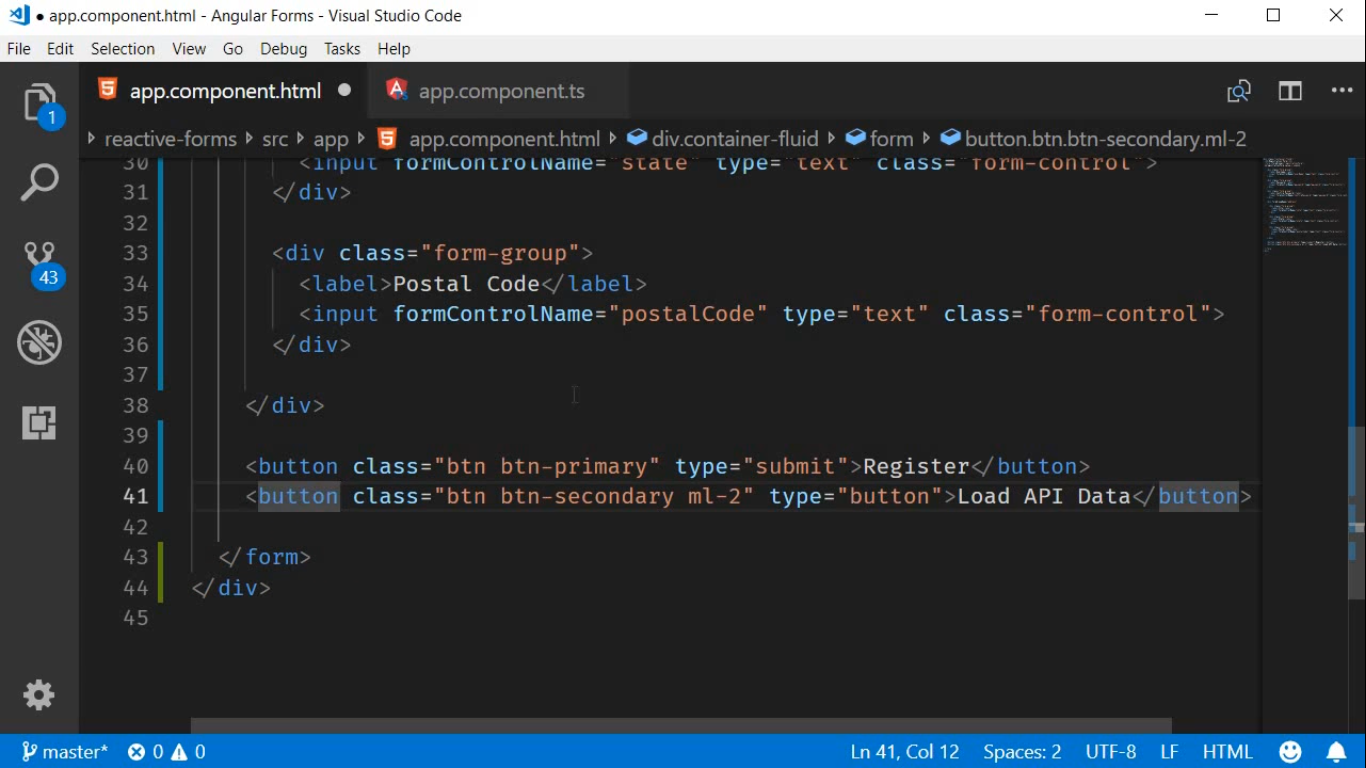 app.component.html - Angular Forms - Visual Studio Code
File Edit Selection View Go Debug Tasks Help
app.component.html app.component.ts
1
reactive-forms src app app.component.html div.container-fluid form button.btn.btn-secondary.ml-2
30 <input formControlName="state" type="text" class="form-control">
31 </div>
32
33 <div class="form-group">
34 <label>Postal Code</label>
35 <input formControlName="postalCode" type="text" class="form-control">
36 </div>
37
38 </div>
39
40 <button class="btn btn-primary" type="submit">Register</button>
41 <button class="btn btn-secondary ml-2" type="button">Load API Data</button>
42
43 </form>
44 </div>
45
43
master* 0 0 Ln 41, Col 12 Spaces: 2 UTF-8 LF HTML